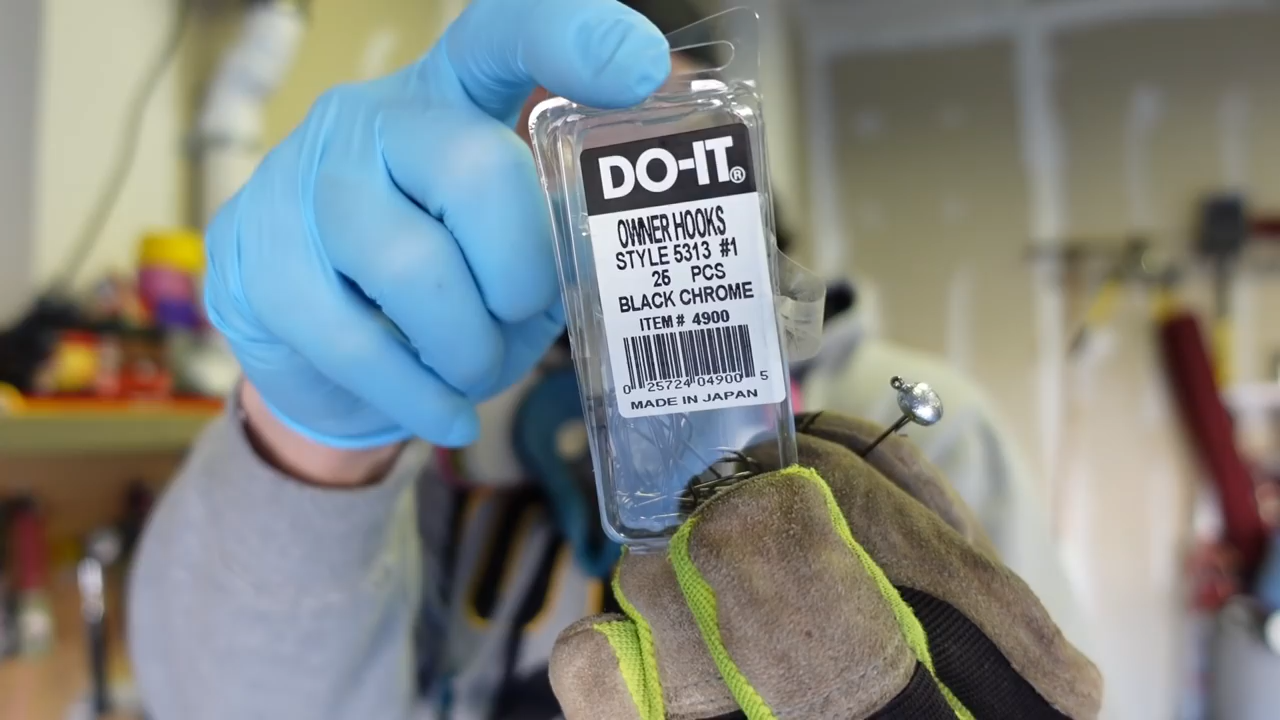 DO-IT®
OWNER HOOKS
STYLE 5313 #1
25 PCS
BLACK CHROME
ITEM# 4900
0 25724 04900 5
MADE IN JAPAN